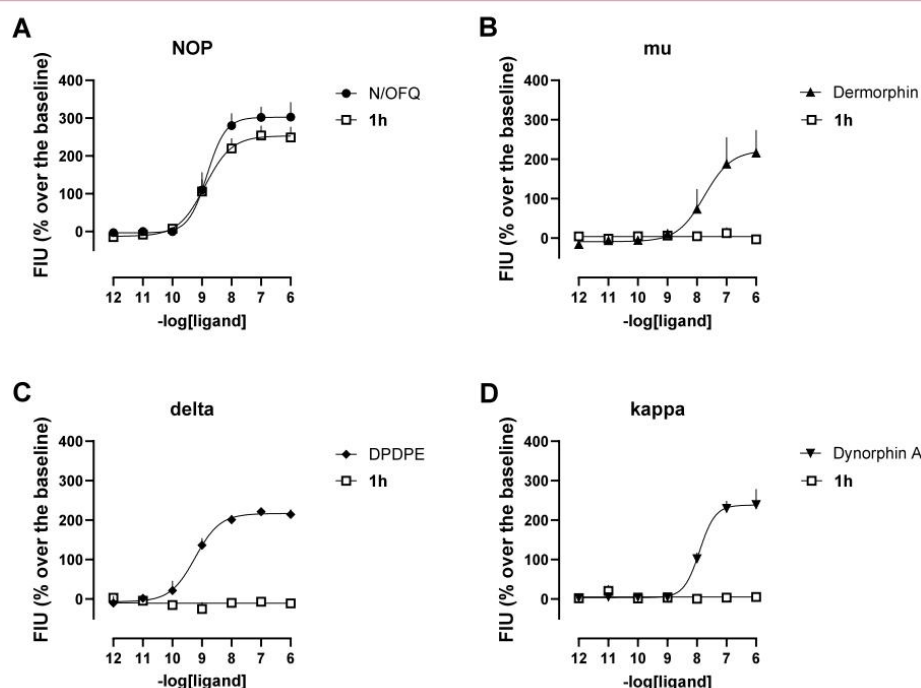 A
NOP
FIU (% over the baseline)
400
300
200
100
0
12 11 10 9 8 7 6
-log[ligand]
N/OFQ
1h
B
mu
FIU (% over the baseline)
400
300
200
100
0
12 11 10 9 8 7 6
-log[ligand]
Dermorphin
1h
C
delta
FIU (% over the baseline)
400
300
200
100
0
12 11 10 9 8 7 6
-log[ligand]
DPDPE
1h
D
kappa
FIU (% over the baseline)
400
300
200
100
0
12 11 10 9 8 7 6
-log[ligand]
Dynorphin A
1h